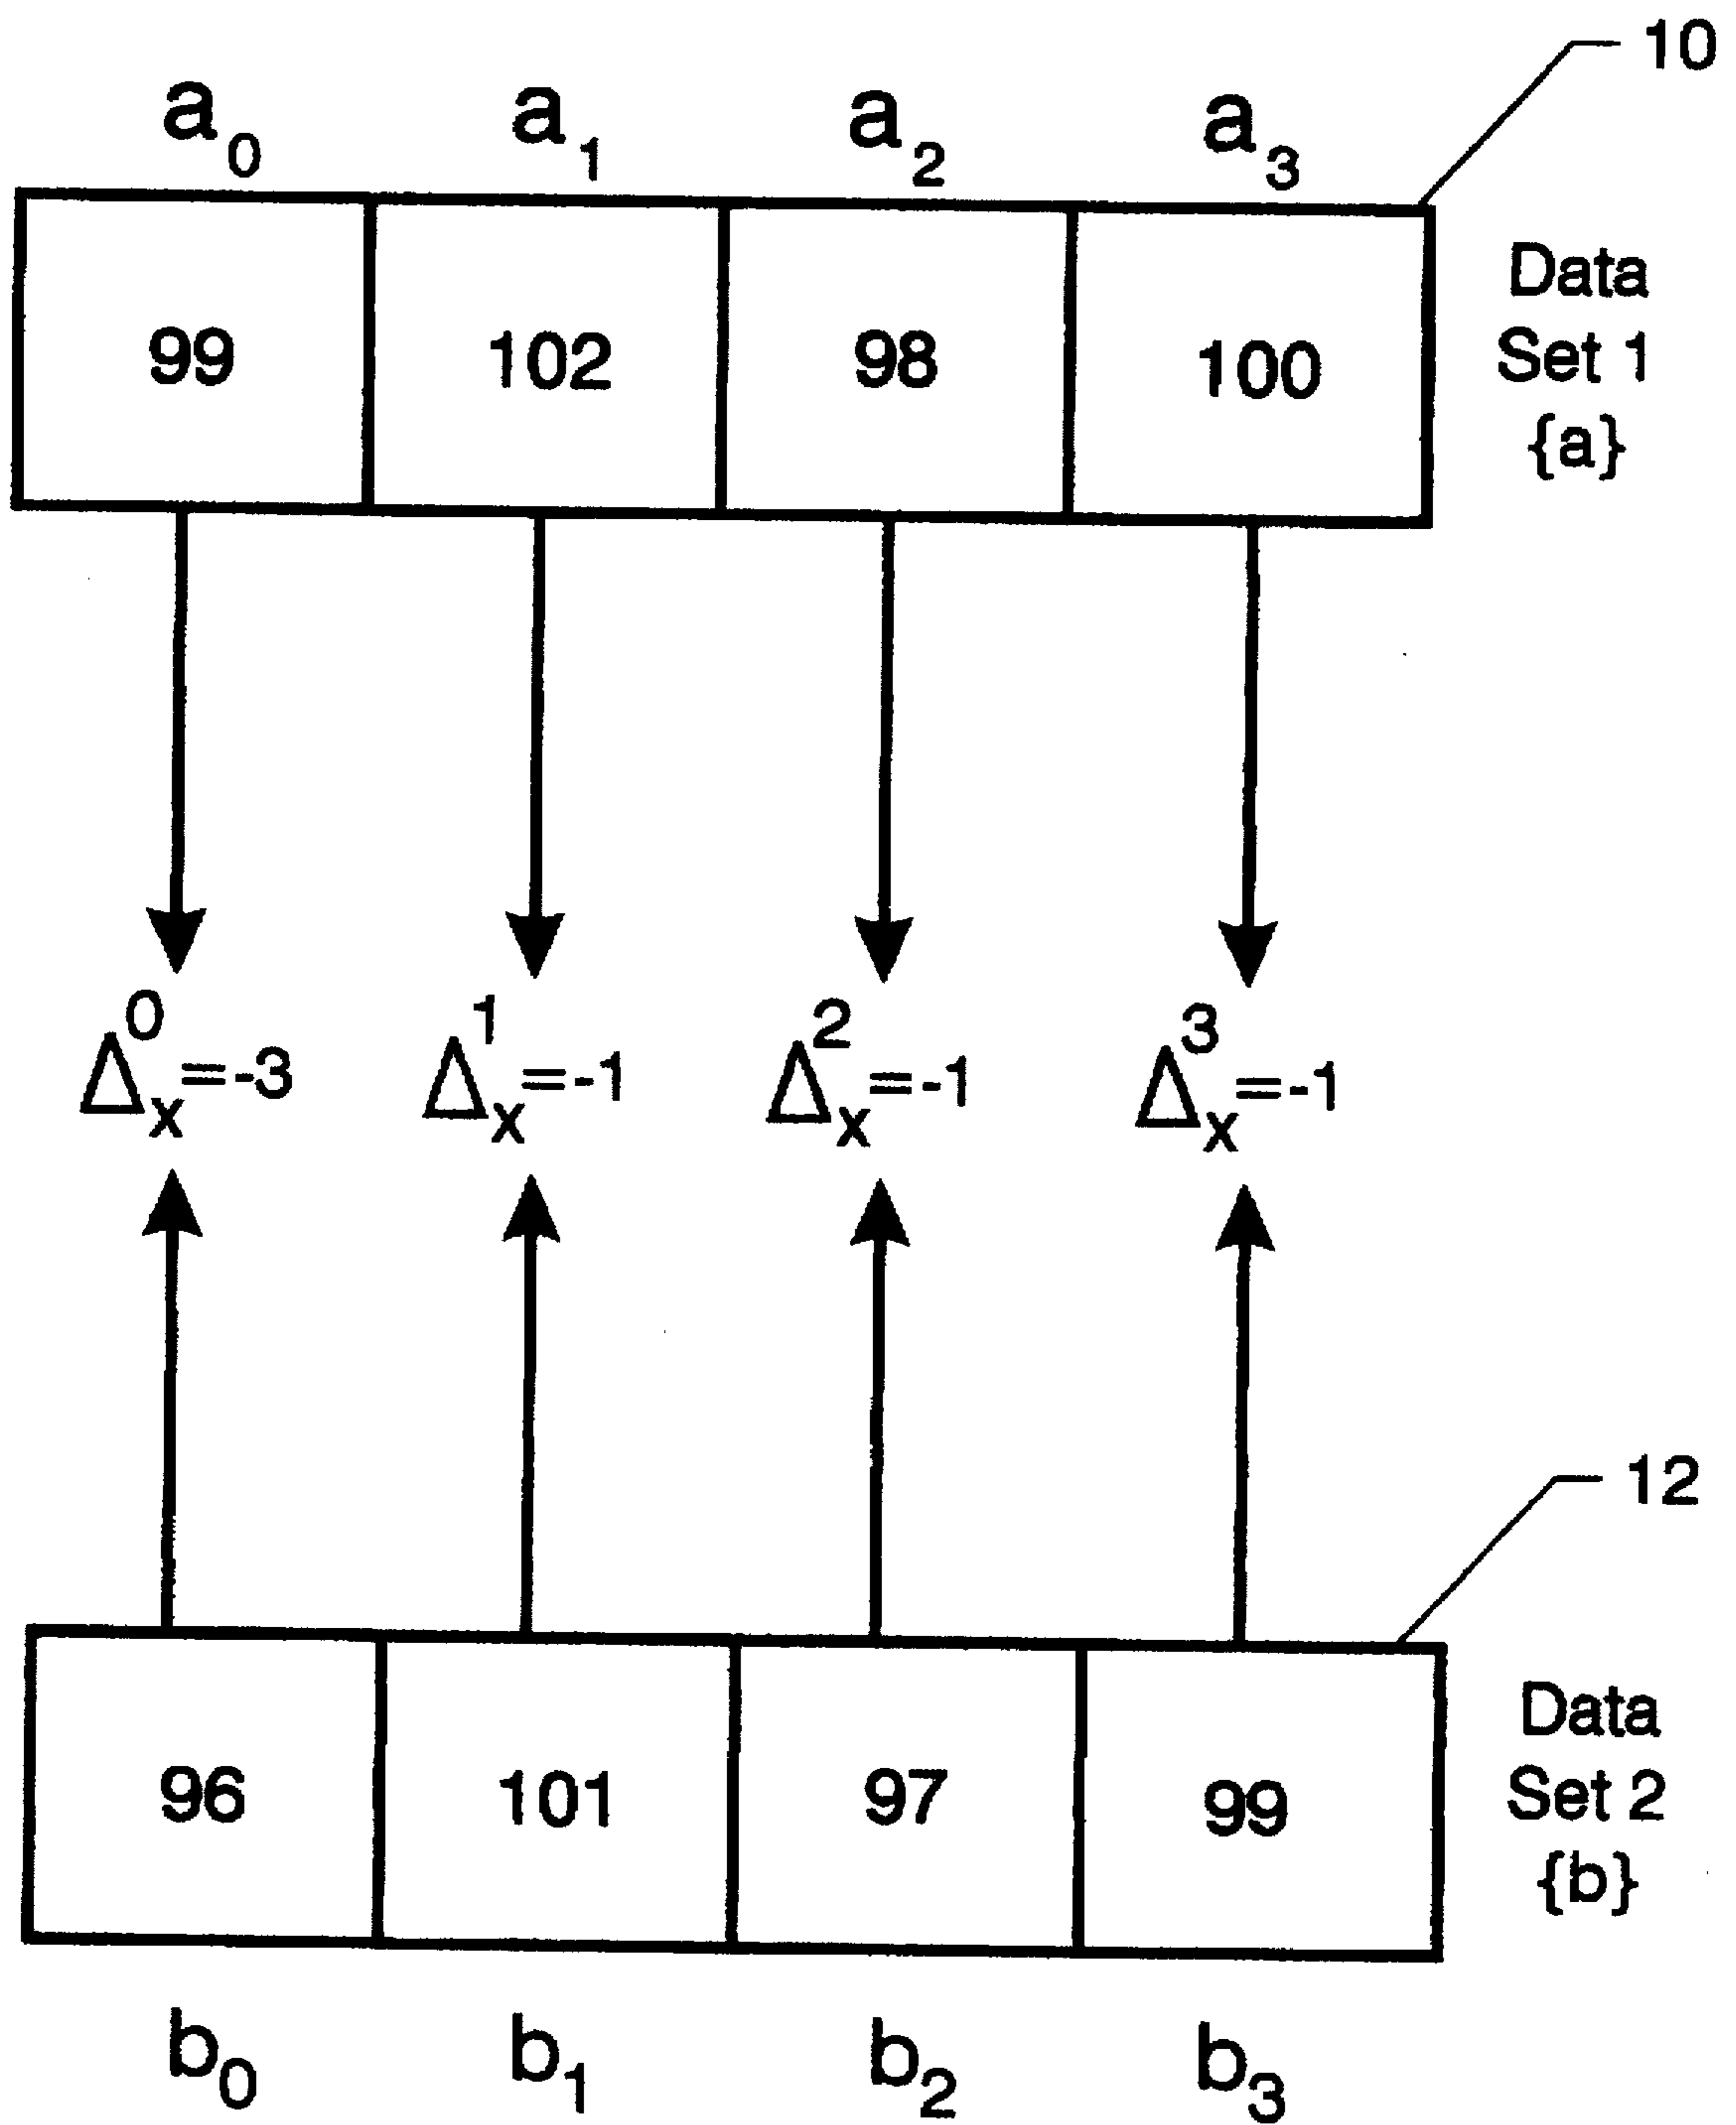 10
a₀ a₁ a₂ a₃
99 102 98 100
Data
Set 1
{a}
Δₓ⁰=-3 Δₓ¹=-1 Δₓ²=-1 Δₓ³=-1
12
96 101 97 99
Data
Set 2
{b}
b₀ b₁ b₂ b₃